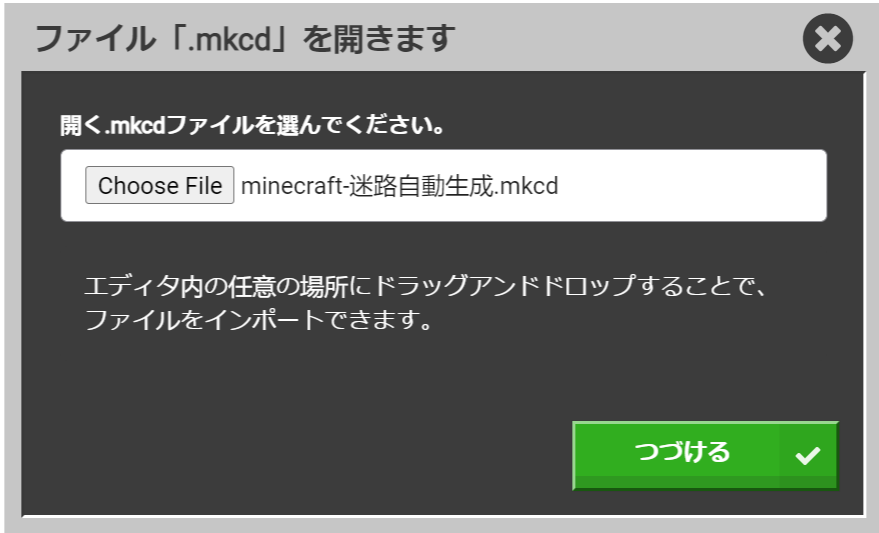 ファイル「.mkcd」を開きます
開く.mkcdファイルを選んでください。
Choose File minecraft-迷路自動生成.mkcd
エディタ内の任意の場所にドラッグアンドドロップすることで、
ファイルをインポートできます。
つづける